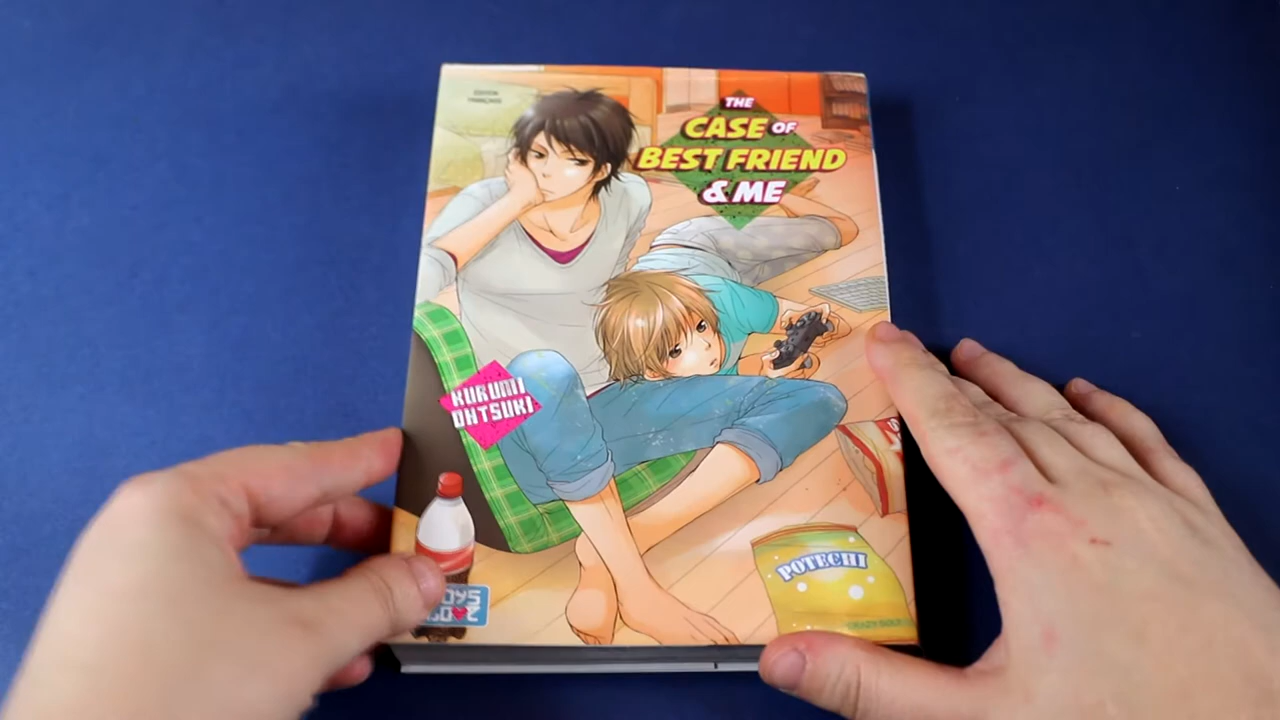 THE
CASE OF
BEST FRIEND
& ME
KURUMI
OHTSUKI
POTECHI